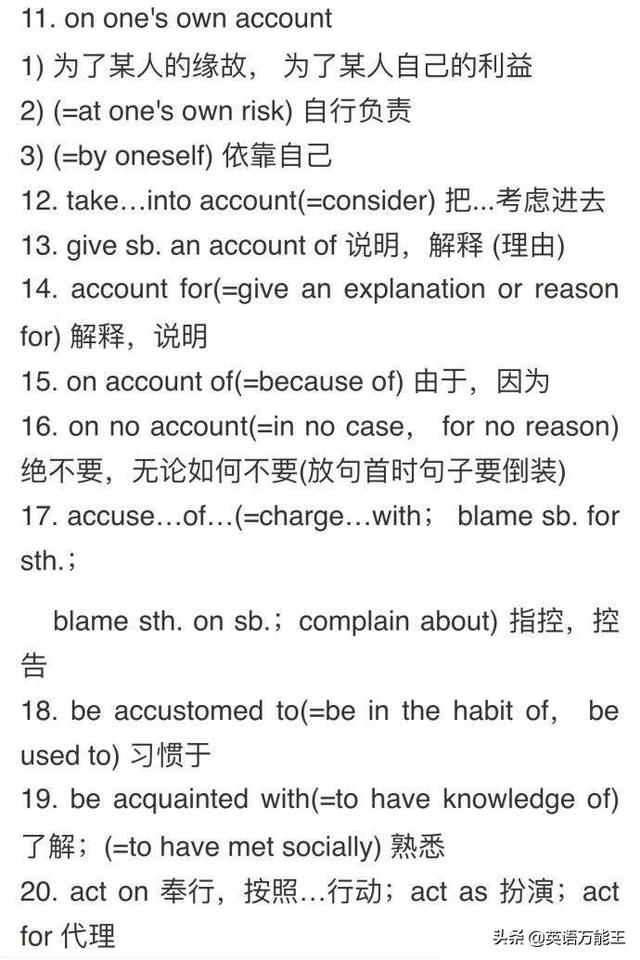 11. on one's own account
1) 为了某人的缘故， 为了某人自己的利益
2) (=at one's own risk) 自行负责
3) (=by oneself) 依靠自己
12. take…into account(=consider) 把...考虑进去
13. give sb. an account of 说明，解释 (理由)
14. account for(=give an explanation or reason
for) 解释，说明
15. on account of(=because of) 由于，因为
16. on no account(=in no case， for no reason)
绝不要，无论如何不要(放句首时句子要倒装)
17. accuse…of…(=charge…with； blame sb. for
sth.；
blame sth. on sb.；complain about) 指控，控
告
18. be accustomed to(=be in the habit of， be
used to) 习惯于
19. be acquainted with(=to have knowledge of)
了解；(=to have met socially) 熟悉
20. act on 奉行，按照…行动；act as 扮演；act
for 代理
头条 @英语万能王